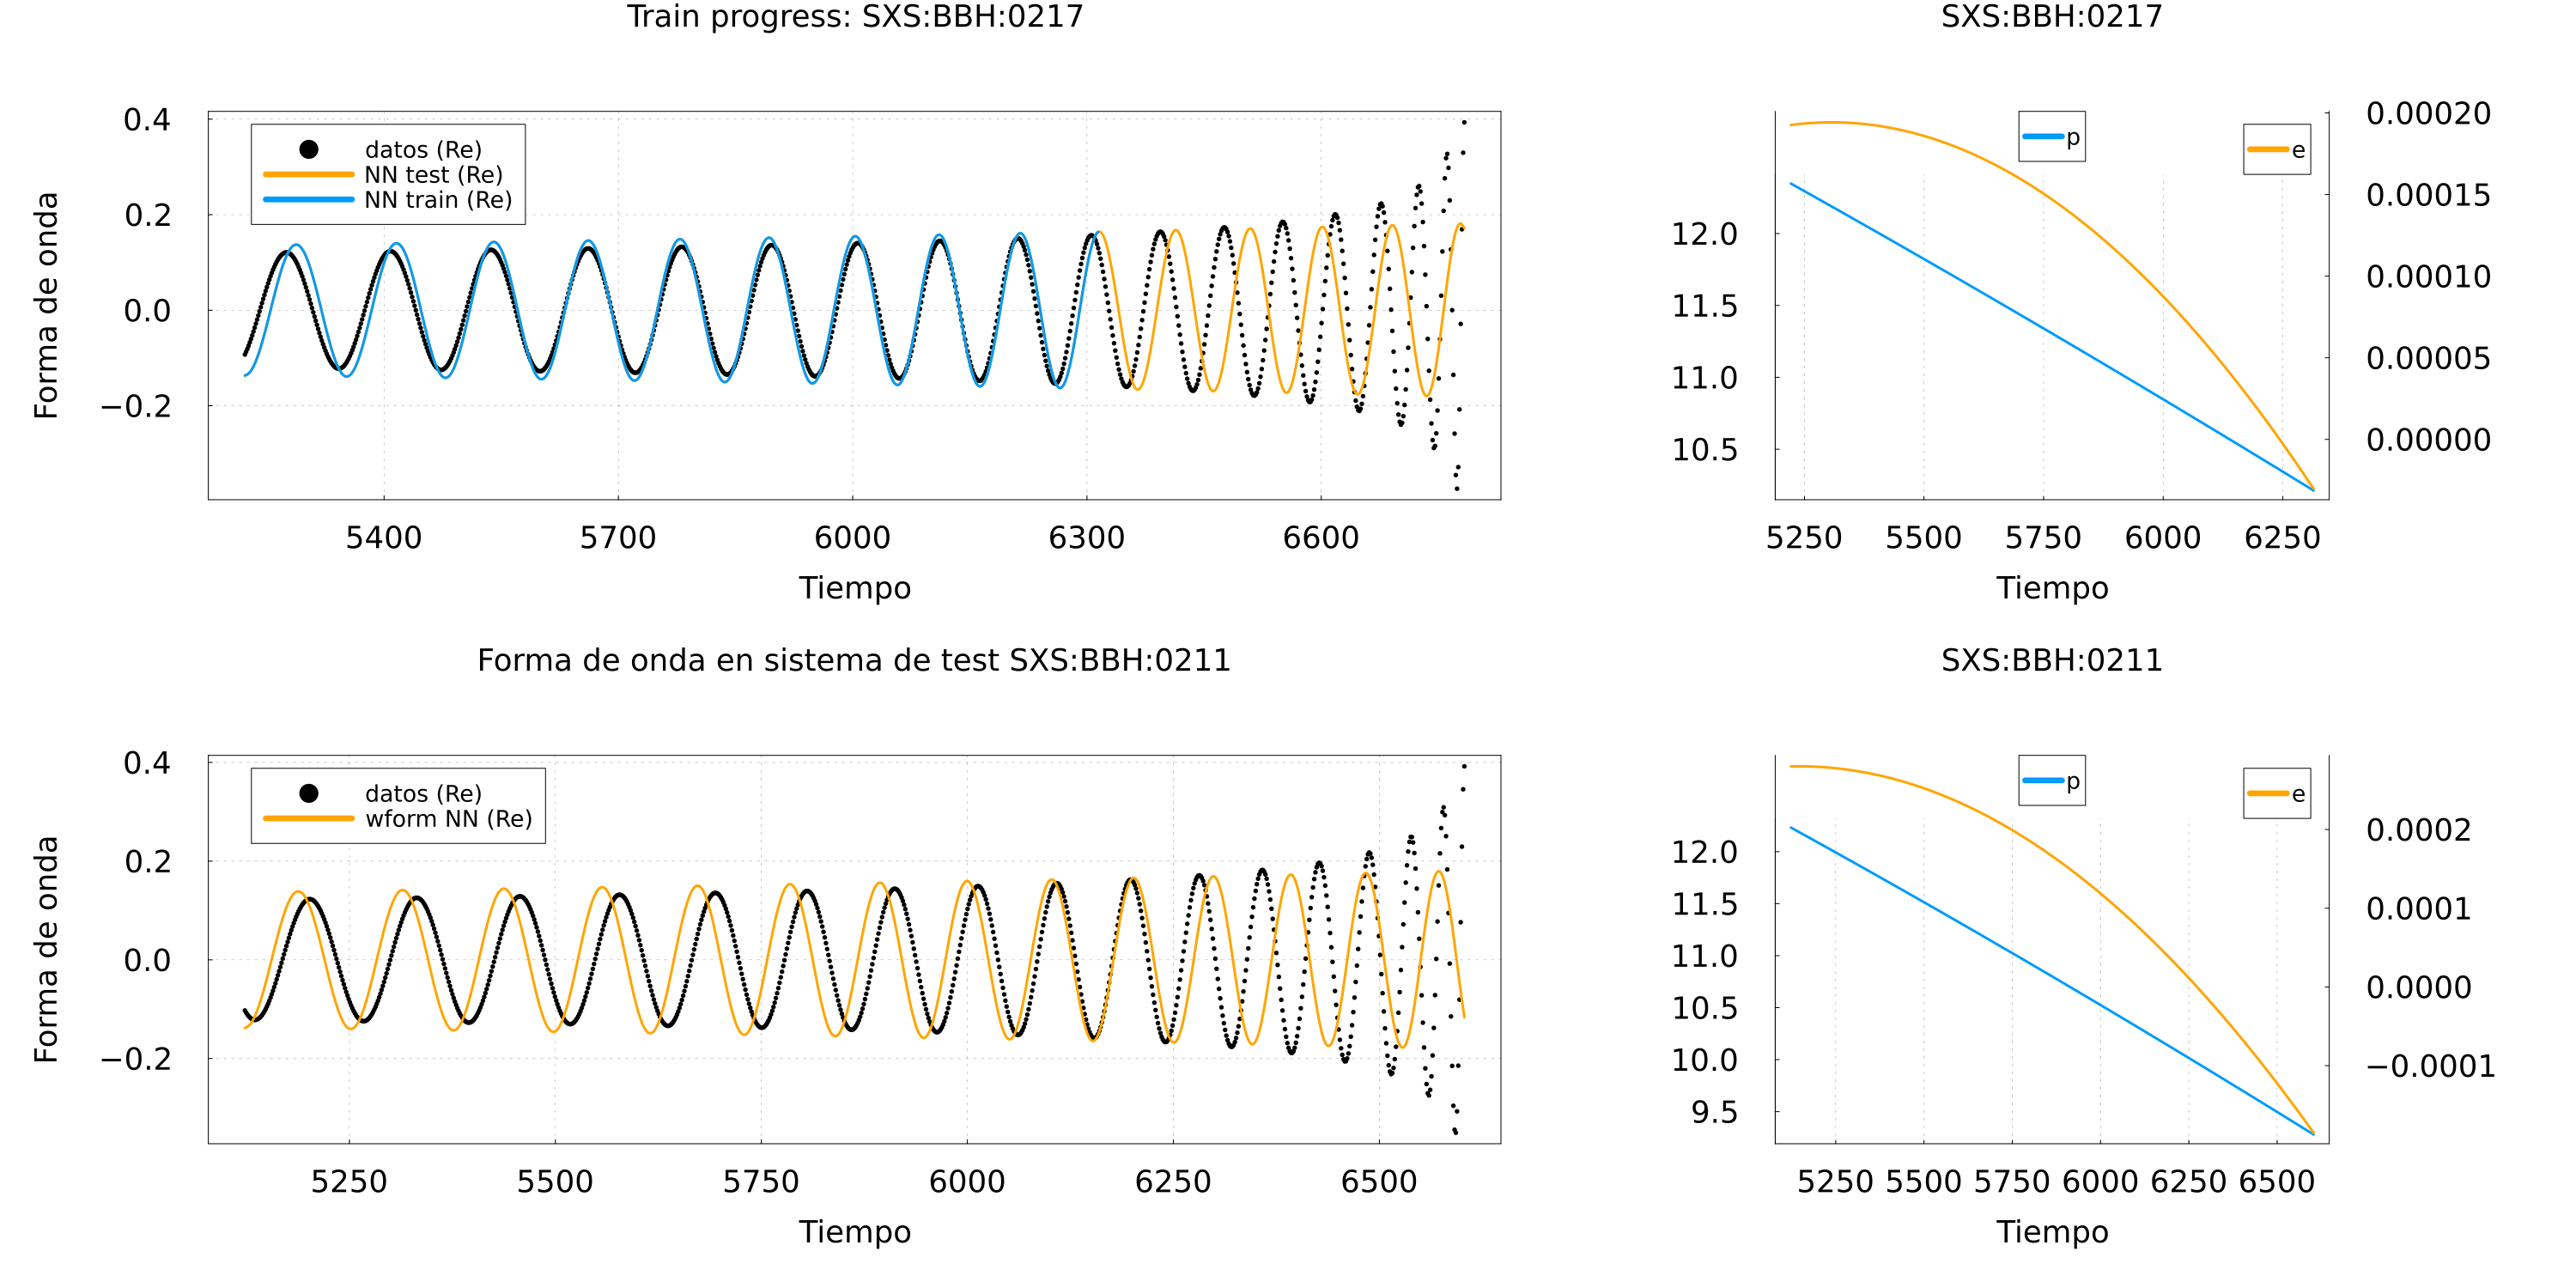 Train progress: SXS:BBH:0217
0.4
0.2
0.0
−0.2
Forma de onda
datos (Re)
NN test (Re)
NN train (Re)
5400 5700 6000 6300 6600
Tiempo
SXS:BBH:0217
12.0
11.5
11.0
10.5
p
e
0.00020
0.00015
0.00010
0.00005
0.00000
5250 5500 5750 6000 6250
Tiempo
Forma de onda en sistema de test SXS:BBH:0211
0.4
0.2
0.0
−0.2
Forma de onda
datos (Re)
wform NN (Re)
5250 5500 5750 6000 6250 6500
Tiempo
SXS:BBH:0211
12.0
11.5
11.0
10.5
10.0
9.5
p
e
0.0002
0.0001
0.0000
−0.0001
5250 5500 5750 6000 6250 6500
Tiempo